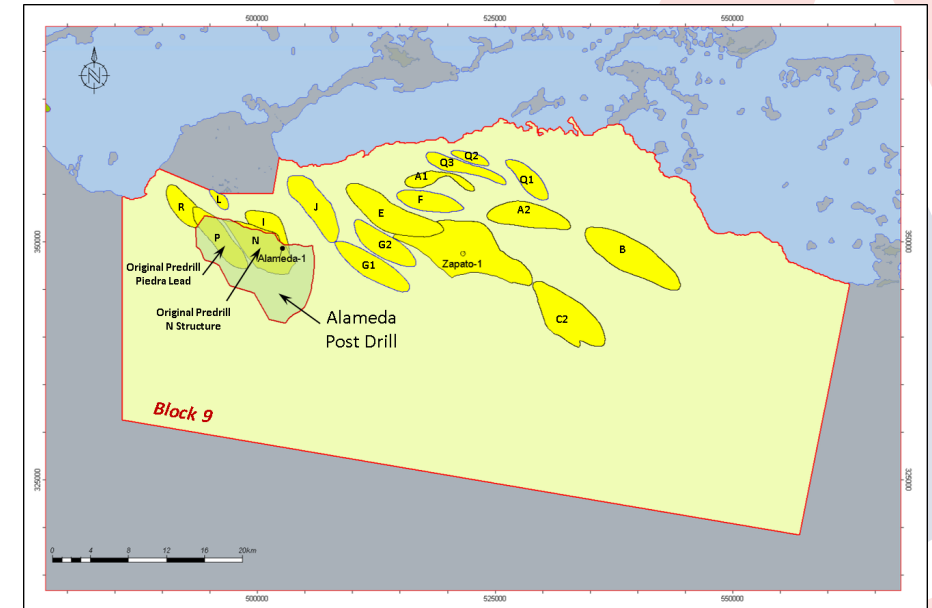 500000
525000
550000
N
Q2
Q3
A1
Q1
R
L
F
J
E
A2
I
P
N
350000
350000
G2
B
Alameda-1
Zapato-1
G1
Original Predrill
Piedra Lead
Original Predrill
N Structure
Alameda
Post Drill
C2
Block 9
325000
325000
0 4 8 12 16 20km
500000
525000
550000